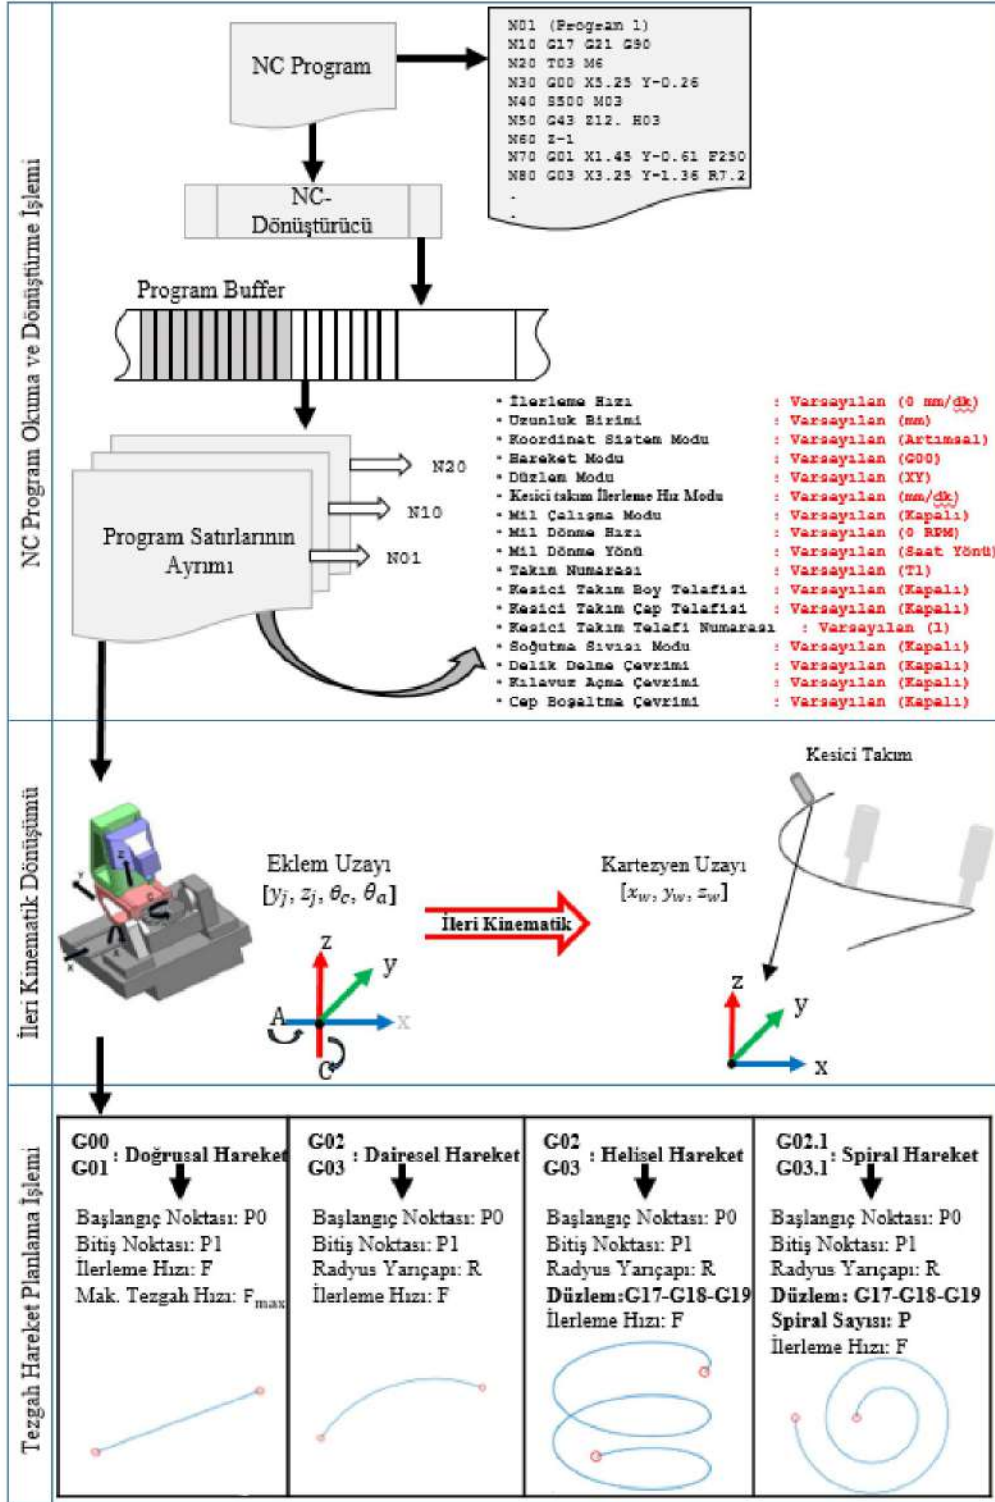 NC Program Okuma ve Dönüştürme İşlemi
NC Program
N01 (Program 1)
N10 G17 G21 G90
N20 T03 M6
N30 G00 X5.25 Y-0.26
N40 S500 M03
N50 G43 Z12. H03
N60 Z-1
N70 G01 X1.45 Y-0.61 F250
N80 G03 X3.25 Y-1.36 R7.2
.
.
NC-
Dönüştürücü
Program Buffer
Program Satırlarının
Ayrımı
N20
N10
N01
· İlerleme Hızı : Varsayılan (0 mm/dk)
· Uzunluk Birimi : Varsayılan (mm)
· Koordinat Sistem Modu : Varsayılan (Artımsal)
· Hareket Modu : Varsayılan (G00)
· Düzlem Modu : Varsayılan (XY)
· Kesici takım İlerleme Hız Modu : Varsayılan (mm/dk)
· Mil Çalışma Modu : Varsayılan (Kapalı)
· Mil Dönme Hızı : Varsayılan (0 RPM)
· Mil Dönme Yönü : Varsayılan (Saat Yönü)
· Takım Numarası : Varsayılan (T1)
· Kesici Takım Boy Telafisi : Varsayılan (Kapalı)
· Kesici Takım Çap Telafisi : Varsayılan (Kapalı)
· Kesici Takım Telafi Numarası : Varsayılan (1)
· Soğutma Sıvısı Modu : Varsayılan (Kapalı)
· Delik Delme Çevrimi : Varsayılan (Kapalı)
· Kılavuz Açma Çevrimi : Varsayılan (Kapalı)
· Cep Boşaltma Çevrimi : Varsayılan (Kapalı)
İleri Kinematik Dönüşümü
Z
Y
C
X
A
Eklem Uzayı
[y_j, z_j, θ_c, θ_a]
z
y
A
x
C
İleri Kinematik
Kartezyen Uzayı
[x_w, y_w, z_w]
Kesici Takım
z
y
x
Tezgah Hareket Planlama İşlemi
G00
G01 : Doğrusal Hareket
Başlangıç Noktası: P0
Bitiş Noktası: P1
İlerleme Hızı: F
Mak. Tezgah Hızı: F_max
G02
G03 : Dairesel Hareket
Başlangıç Noktası: P0
Bitiş Noktası: P1
Radyus Yarıçapı: R
İlerleme Hızı: F
G02
G03 : Helisel Hareket
Başlangıç Noktası: P0
Bitiş Noktası: P1
Radyus Yarıçapı: R
Düzlem:G17-G18-G19
İlerleme Hızı: F
G02.1
G03.1 : Spiral Hareket
Başlangıç Noktası: P0
Bitiş Noktası: P1
Radyus Yarıçapı: R
Düzlem: G17-G18-G19
Spiral Sayısı: P
İlerleme Hızı: F